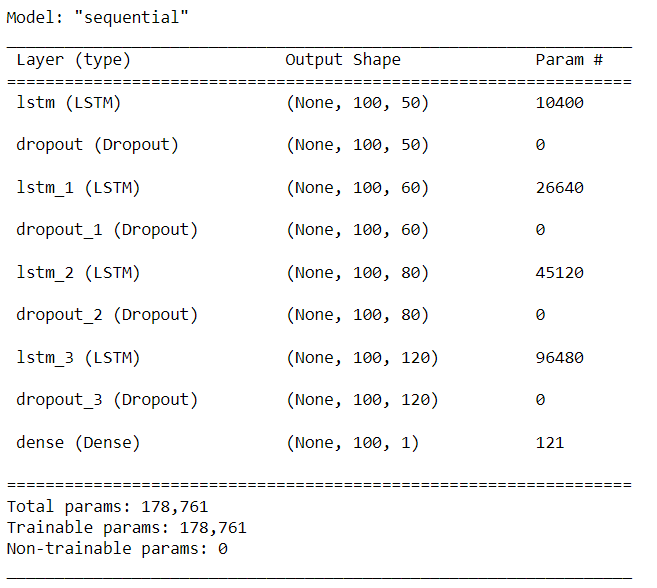 Model: "sequential"
_________________________________________________________________
Layer (type) Output Shape Param #
=================================================================
lstm (LSTM) (None, 100, 50) 10400
dropout (Dropout) (None, 100, 50) 0
lstm_1 (LSTM) (None, 100, 60) 26640
dropout_1 (Dropout) (None, 100, 60) 0
lstm_2 (LSTM) (None, 100, 80) 45120
dropout_2 (Dropout) (None, 100, 80) 0
lstm_3 (LSTM) (None, 100, 120) 96480
dropout_3 (Dropout) (None, 100, 120) 0
dense (Dense) (None, 100, 1) 121
=================================================================
Total params: 178,761
Trainable params: 178,761
Non-trainable params: 0
_________________________________________________________________